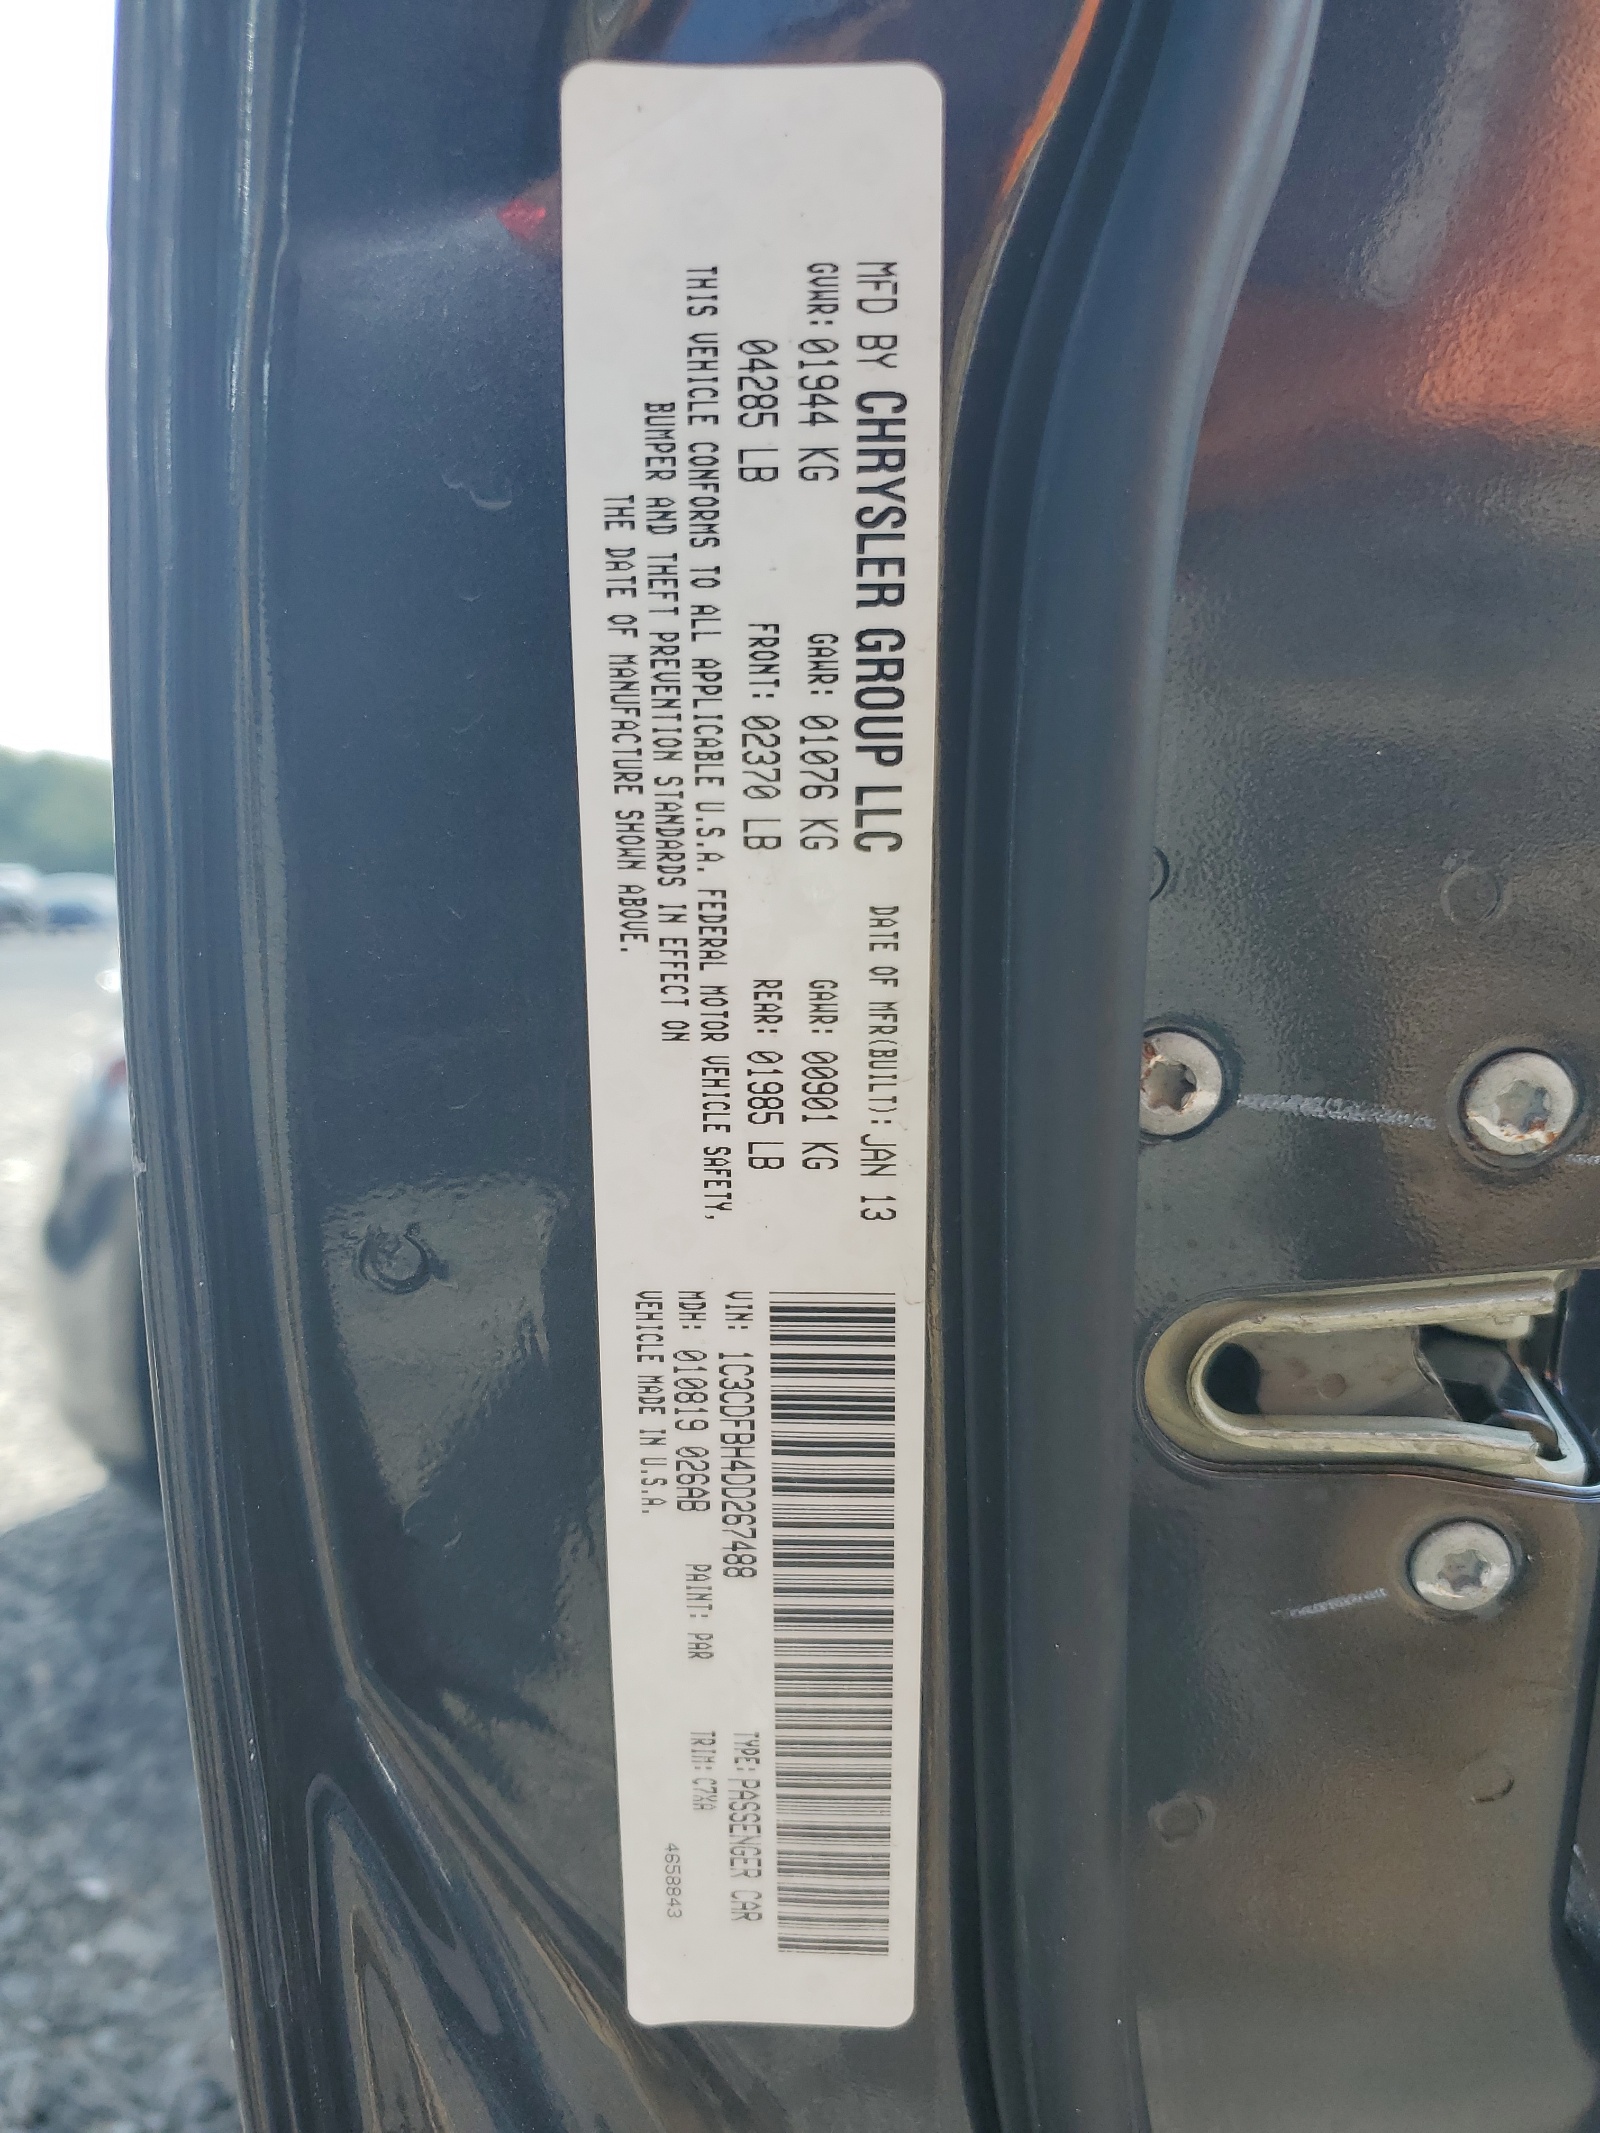 MFD BY CHRYSLER GROUP LLC DATE OF MFR(BUILT): JAN 13
GVWR: 01944 KG GAWR: 01076 KG GAWR: 00901 KG
04285 LB FRONT: 02370 LB REAR: 01985 LB
THIS VEHICLE CONFORMS TO ALL APPLICABLE U.S.A. FEDERAL MOTOR VEHICLE SAFETY,
BUMPER AND THEFT PREVENTION STANDARDS IN EFFECT ON
THE DATE OF MANUFACTURE SHOWN ABOVE.
VIN: 1C3CDFBH4DD267488 TYPE: PASSENGER CAR
MDH: 010819 026AB PAINT: PAR TRIM: C7XA
VEHICLE MADE IN U.S.A. 4658843